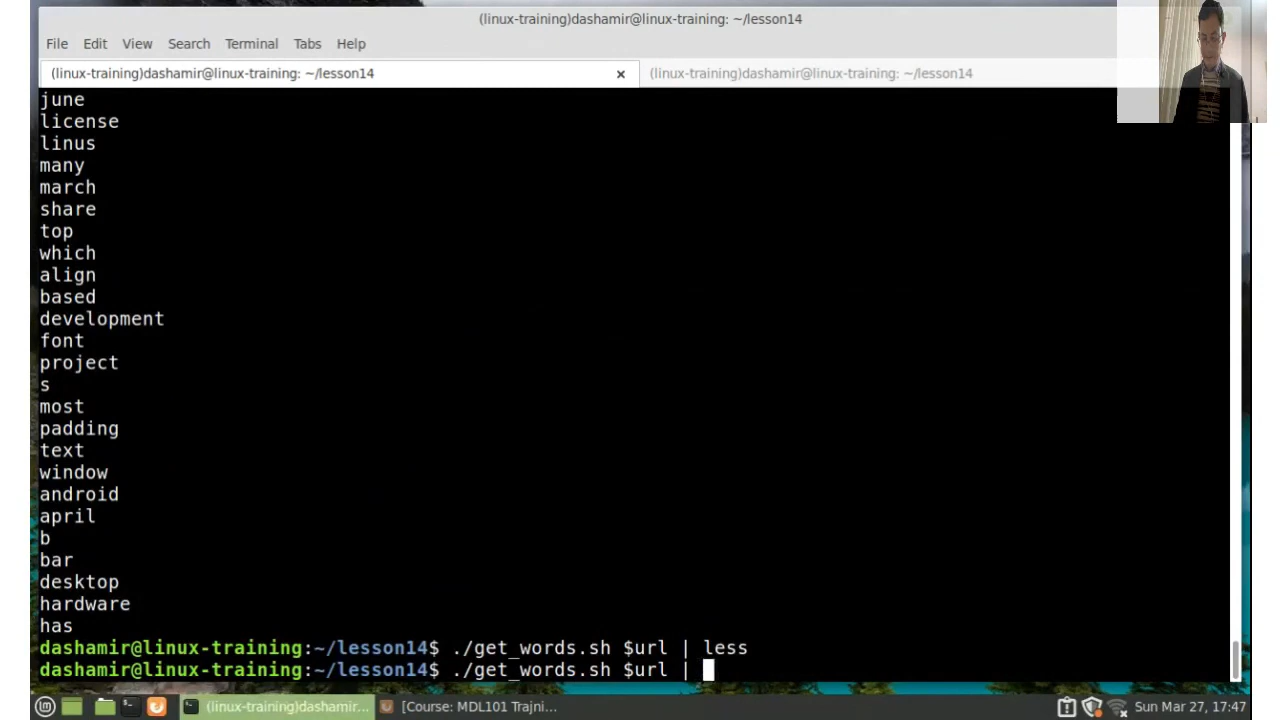 (linux-training)dashamir@linux-training: ~/lesson14
File Edit View Search Terminal Tabs Help
(linux-training)dashamir@linux-training: ~/lesson14 × (linux-training)dashamir@linux-training: ~/lesson14
june
license
linus
many
march
share
top
which
align
based
development
font
project
s
most
padding
text
window
android
april
b
bar
desktop
hardware
has
dashamir@linux-training:~/lesson14$ ./get_words.sh $url | less
dashamir@linux-training:~/lesson14$ ./get_words.sh $url |
(linux-training)dashamir... [Course: MDL101 Trajni... Sun Mar 27, 17:47